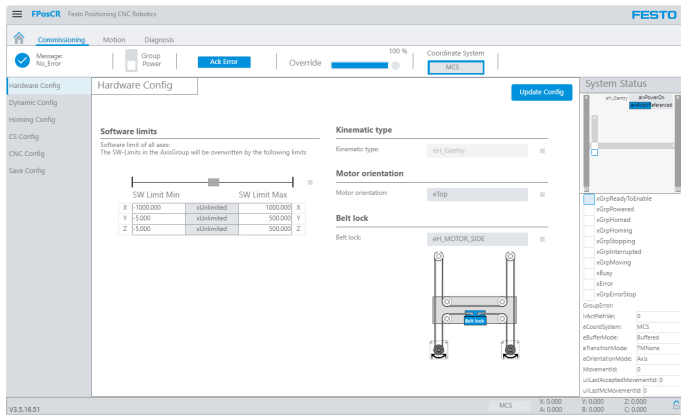 FPosCR Festo Positioning CNC Robotics
FESTO
Commissioning Motion Diagnosis
Message:
No_Error
Group
Power
Ack Error
Override
100 %
Coordinate System
MCS
Hardware Config
Dynamic Config
Homing Config
CS Config
CNC Config
Save Config
Hardware Config
Update Config
Software limits
Software limit of all axes:
The SW-Limits in the AxisGroup will be overwritten by the following limits
SW Limit Min SW Limit Max
X -1000.000 xUnlimited 1000.000 X
Y -5.000 xUnlimited 500.000 Y
Z -5.000 xUnlimited 500.000 Z
Kinematic type
Kinematic type: eH_Gantry
Motor orientation
Motor orientation: eTop
Belt lock
Belt lock: eH_MOTOR_SIDE
Belt lock
System Status
eH_Gantry arxPowerOn
xGrpReadyToEnable
xGrpPowered
xGrpHomed
xGrpHoming
xGrpStopping
xGrpInterrupted
xGrpMoving
xBusy
xError
xGrpErrorStop
GroupError:
lrActPathVel: 0
eCoordSystem: MCS
eBufferMode: Buffered
eTransitionMode: TMNone
eOrientationMode: Axis
MovementId: 0
uiLastAcceptedMovementId: 0
uiLastMcMovementId: 0
V3.5.16.51
MCS
X: 0.000 Y: 0.000 Z: 0.000
A: 0.000 B: 0.000 C: 0.000